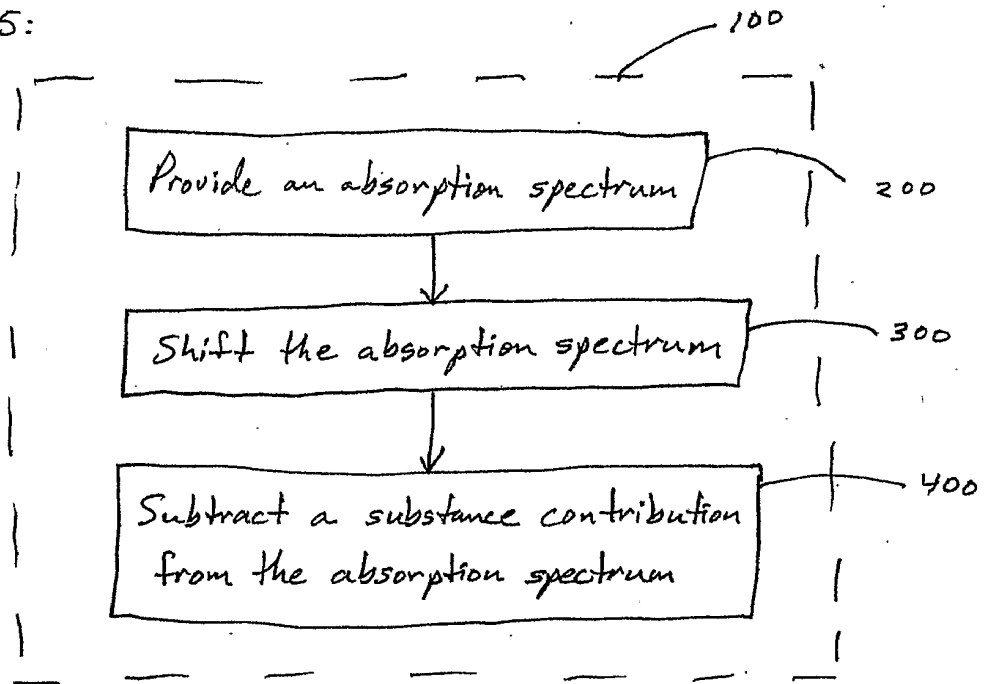 5:
100
Provide an absorption spectrum
200
Shift the absorption spectrum
300
Subtract a substance contribution
from the absorption spectrum
400